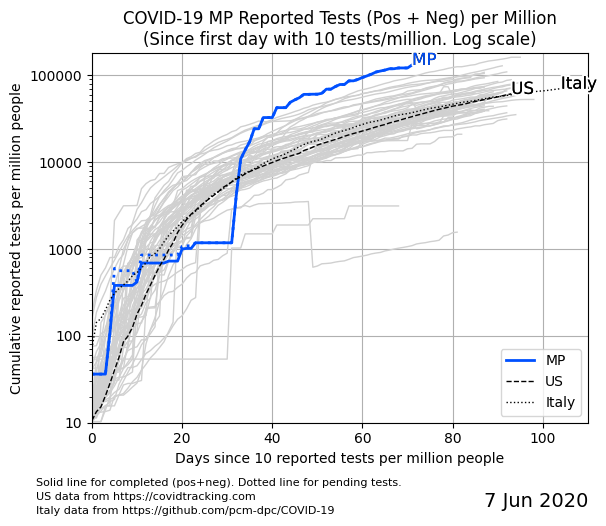 COVID-19 MP Reported Tests (Pos + Neg) per Million
(Since first day with 10 tests/million. Log scale)
Cumulative reported tests per million people
100000
10000
1000
100
10
MP
US
Italy
MP
US
Italy
0
20
40
60
80
100
Days since 10 reported tests per million people
Solid line for completed (pos+neg). Dotted line for pending tests.
US data from https://covidtracking.com
Italy data from https://github.com/pcm-dpc/COVID-19
7 Jun 2020